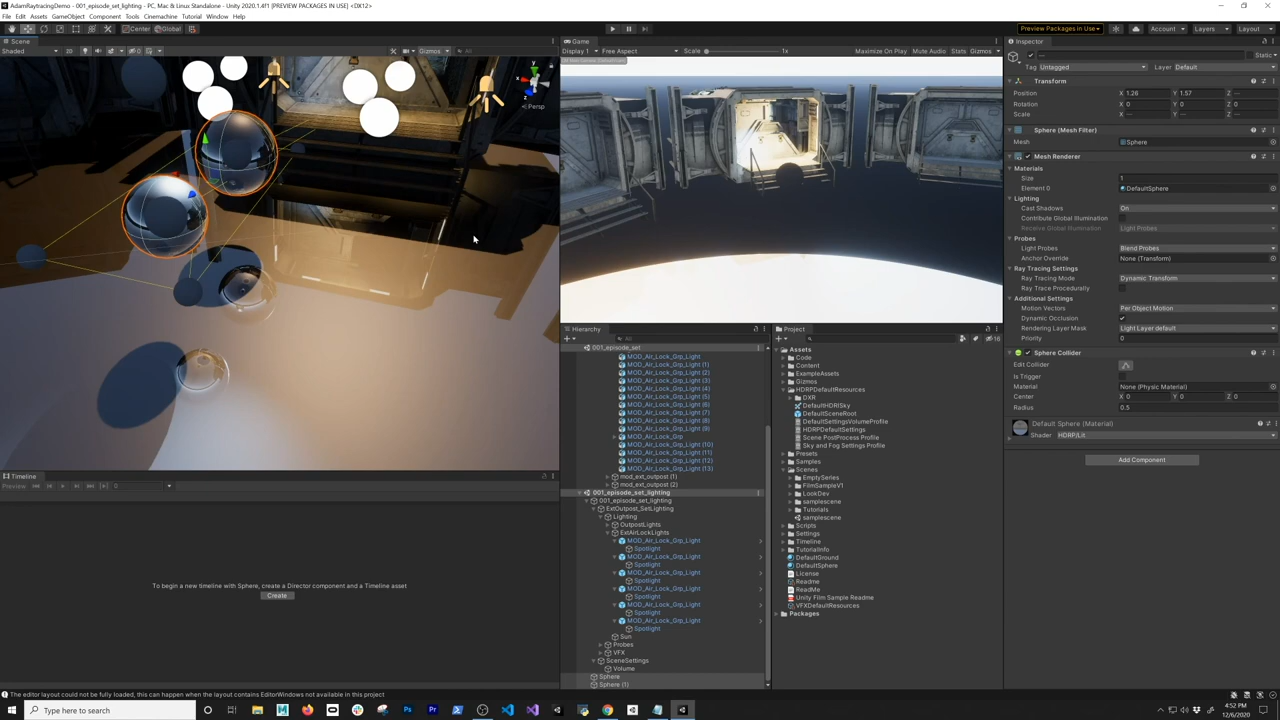 AdamRaytracingDemo - 001_episode_set_lighting - PC, Mac & Linux Standalone - Unity 2020.1.4f1 [PREVIEW PACKAGES IN USE] <DX12>
File Edit Assets GameObject Component Tools Cinemachine Tutorial Window Help
Center Global
Preview Packages in Use
Account Layers Layout
Scene
Shaded 2D 0 Gizmos All
y x
Persp
Game
Display 1 Free Aspect Scale 1x Maximize On Play Mute Audio Stats Gizmos
Hierarchy
All
001_episode_set
MOD_Air_Lock_Grp_Light
MOD_Air_Lock_Grp_Light (1)
MOD_Air_Lock_Grp_Light (2)
MOD_Air_Lock_Grp_Light (3)
MOD_Air_Lock_Grp_Light (4)
MOD_Air_Lock_Grp_Light (5)
MOD_Air_Lock_Grp_Light (6)
MOD_Air_Lock_Grp_Light (7)
MOD_Air_Lock_Grp_Light (8)
MOD_Air_Lock_Grp_Light (9)
MOD_Air_Lock_Grp
MOD_Air_Lock_Grp_Light (10)
MOD_Air_Lock_Grp_Light (11)
MOD_Air_Lock_Grp_Light (12)
MOD_Air_Lock_Grp_Light (13)
mod_ext_outpost (1)
mod_ext_outpost (2)
001_episode_set_lighting
001_episode_set_lighting
ExtOutpost_SetLighting
Lighting
OutpostLights
ExtAirLockLights
MOD_Air_Lock_Grp_Light
Spotlight
MOD_Air_Lock_Grp_Light
Spotlight
MOD_Air_Lock_Grp_Light
Spotlight
MOD_Air_Lock_Grp_Light
Spotlight
MOD_Air_Lock_Grp_Light
Spotlight
MOD_Air_Lock_Grp_Light
Spotlight
Sun
Probes
VFX
SceneSettings
Volume
Sphere
Sphere (1)
Project
16
Assets
Code
Content
ExampleAssets
Gizmos
HDRPDefaultResources
DXR
DefaultHDRISky
DefaultSceneRoot
DefaultSettingsVolumeProfile
HDRPDefaultSettings
Scene PostProcess Profile
Sky and Fog Settings Profile
Presets
Samples
Scenes
EmptySeries
FilmSampleV1
LookDev
samplescene
Tutorials
samplescene
Scripts
Settings
Timeline
TutorialInfo
DefaultGround
DefaultSphere
License
Readme
ReadMe
Unity Film Sample Readme
VFXDefaultResources
Packages
Inspector
— Static
Tag Untagged Layer Default
Transform
Position X 1.26 Y 1.57 Z —
Rotation X 0 Y 0 Z 0
Scale X — Y — Z —
Sphere (Mesh Filter)
Mesh Sphere
Mesh Renderer
Materials
Size 1
Element 0 DefaultSphere
Lighting
Cast Shadows On
Contribute Global Illumination
Receive Global Illumination Light Probes
Probes
Light Probes Blend Probes
Anchor Override None (Transform)
Ray Tracing Settings
Ray Tracing Mode Dynamic Transform
Ray Trace Procedurally
Additional Settings
Motion Vectors Per Object Motion
Dynamic Occlusion
Rendering Layer Mask Light Layer default
Priority 0
Sphere Collider
Edit Collider
Is Trigger
Material None (Physic Material)
Center X 0 Y 0 Z 0
Radius 0.5
Default Sphere (Material)
Shader HDRP/Lit
Add Component
Timeline
Preview 0
To begin a new timeline with Sphere, create a Director component and a Timeline asset
Create
The editor layout could not be fully loaded, this can happen when the layout contains EditorWindows not available in this project
Type here to search
Ps Pr
4:52 PM
12/6/2020